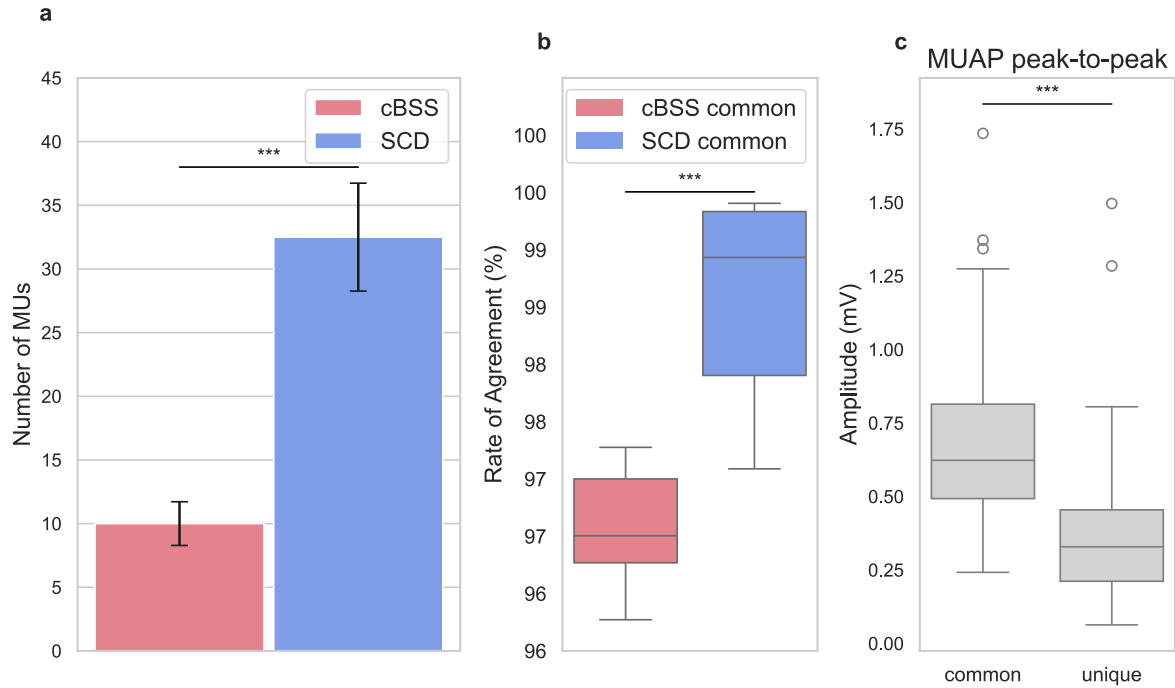 a
45
40
35
30
25
20
15
10
5
0
Number of MUs
cBSS
SCD
***
b
100
100
99
99
98
98
97
97
96
96
Rate of Agreement (%)
cBSS common
SCD common
***
c
MUAP peak-to-peak
***
1.75
1.50
1.25
1.00
0.75
0.50
0.25
0.00
Amplitude (mV)
common
unique